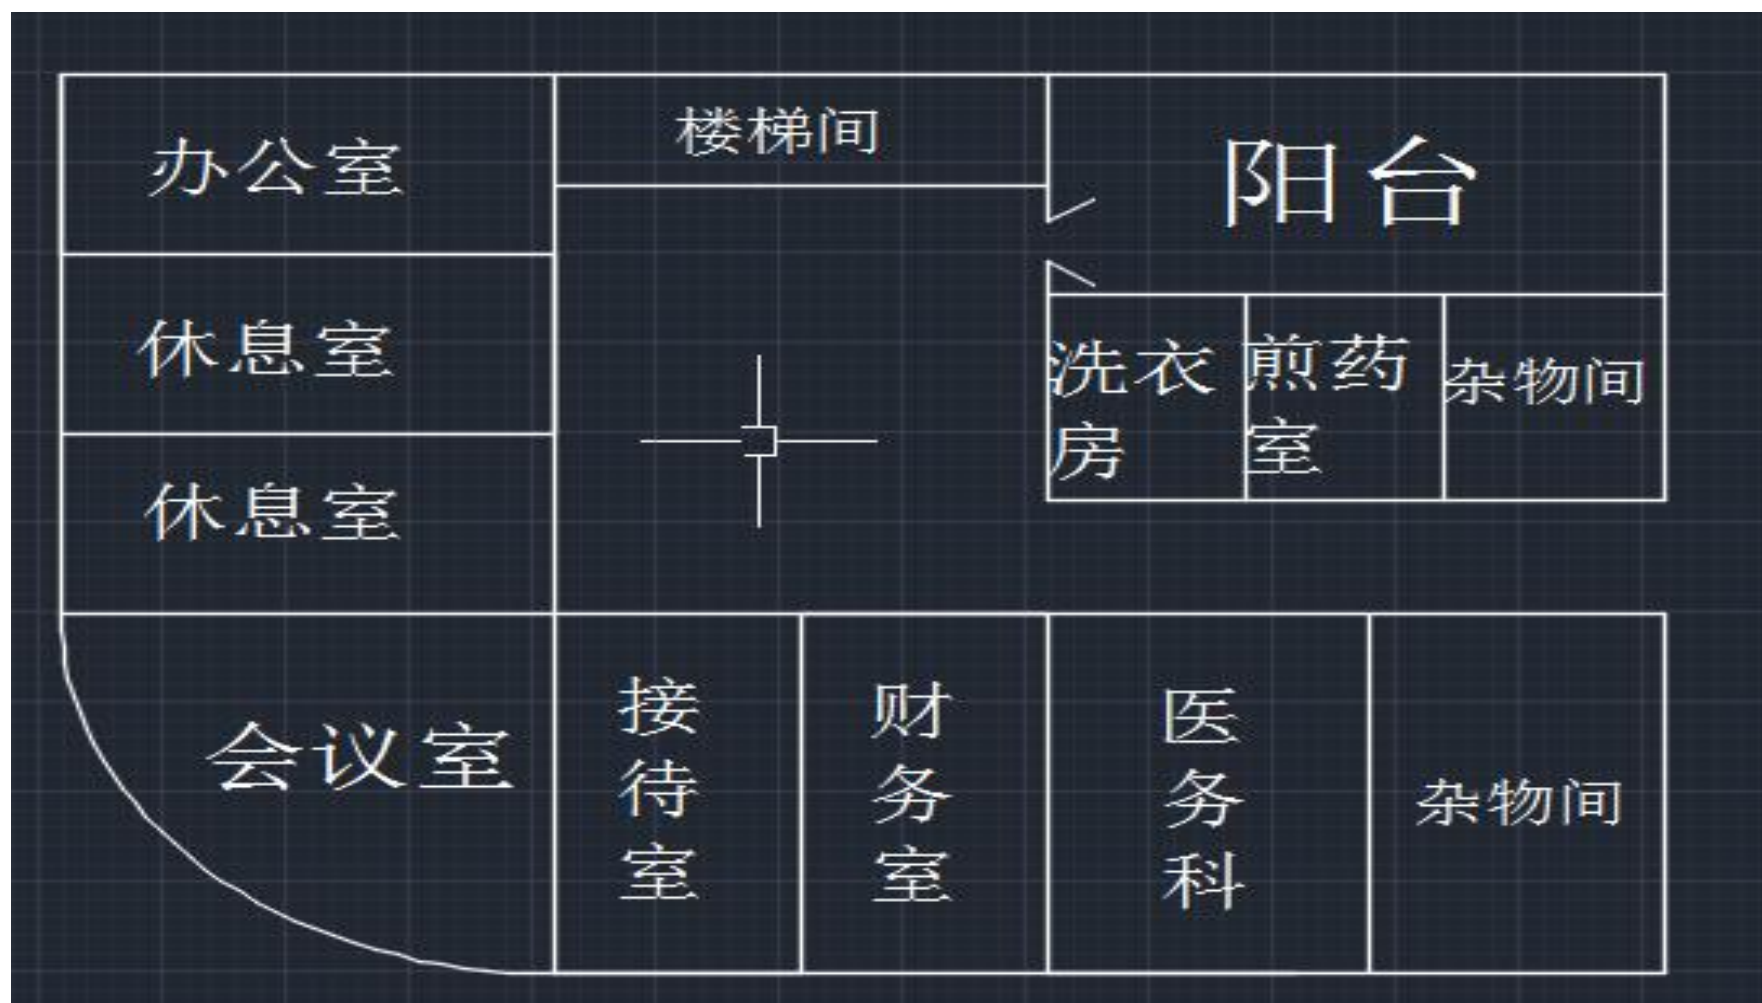 办公室
楼梯间
阳台
休息室
洗衣
房
煎药
室
杂物间
休息室
会议室
接
待
室
财
务
室
医
务
科
杂物间